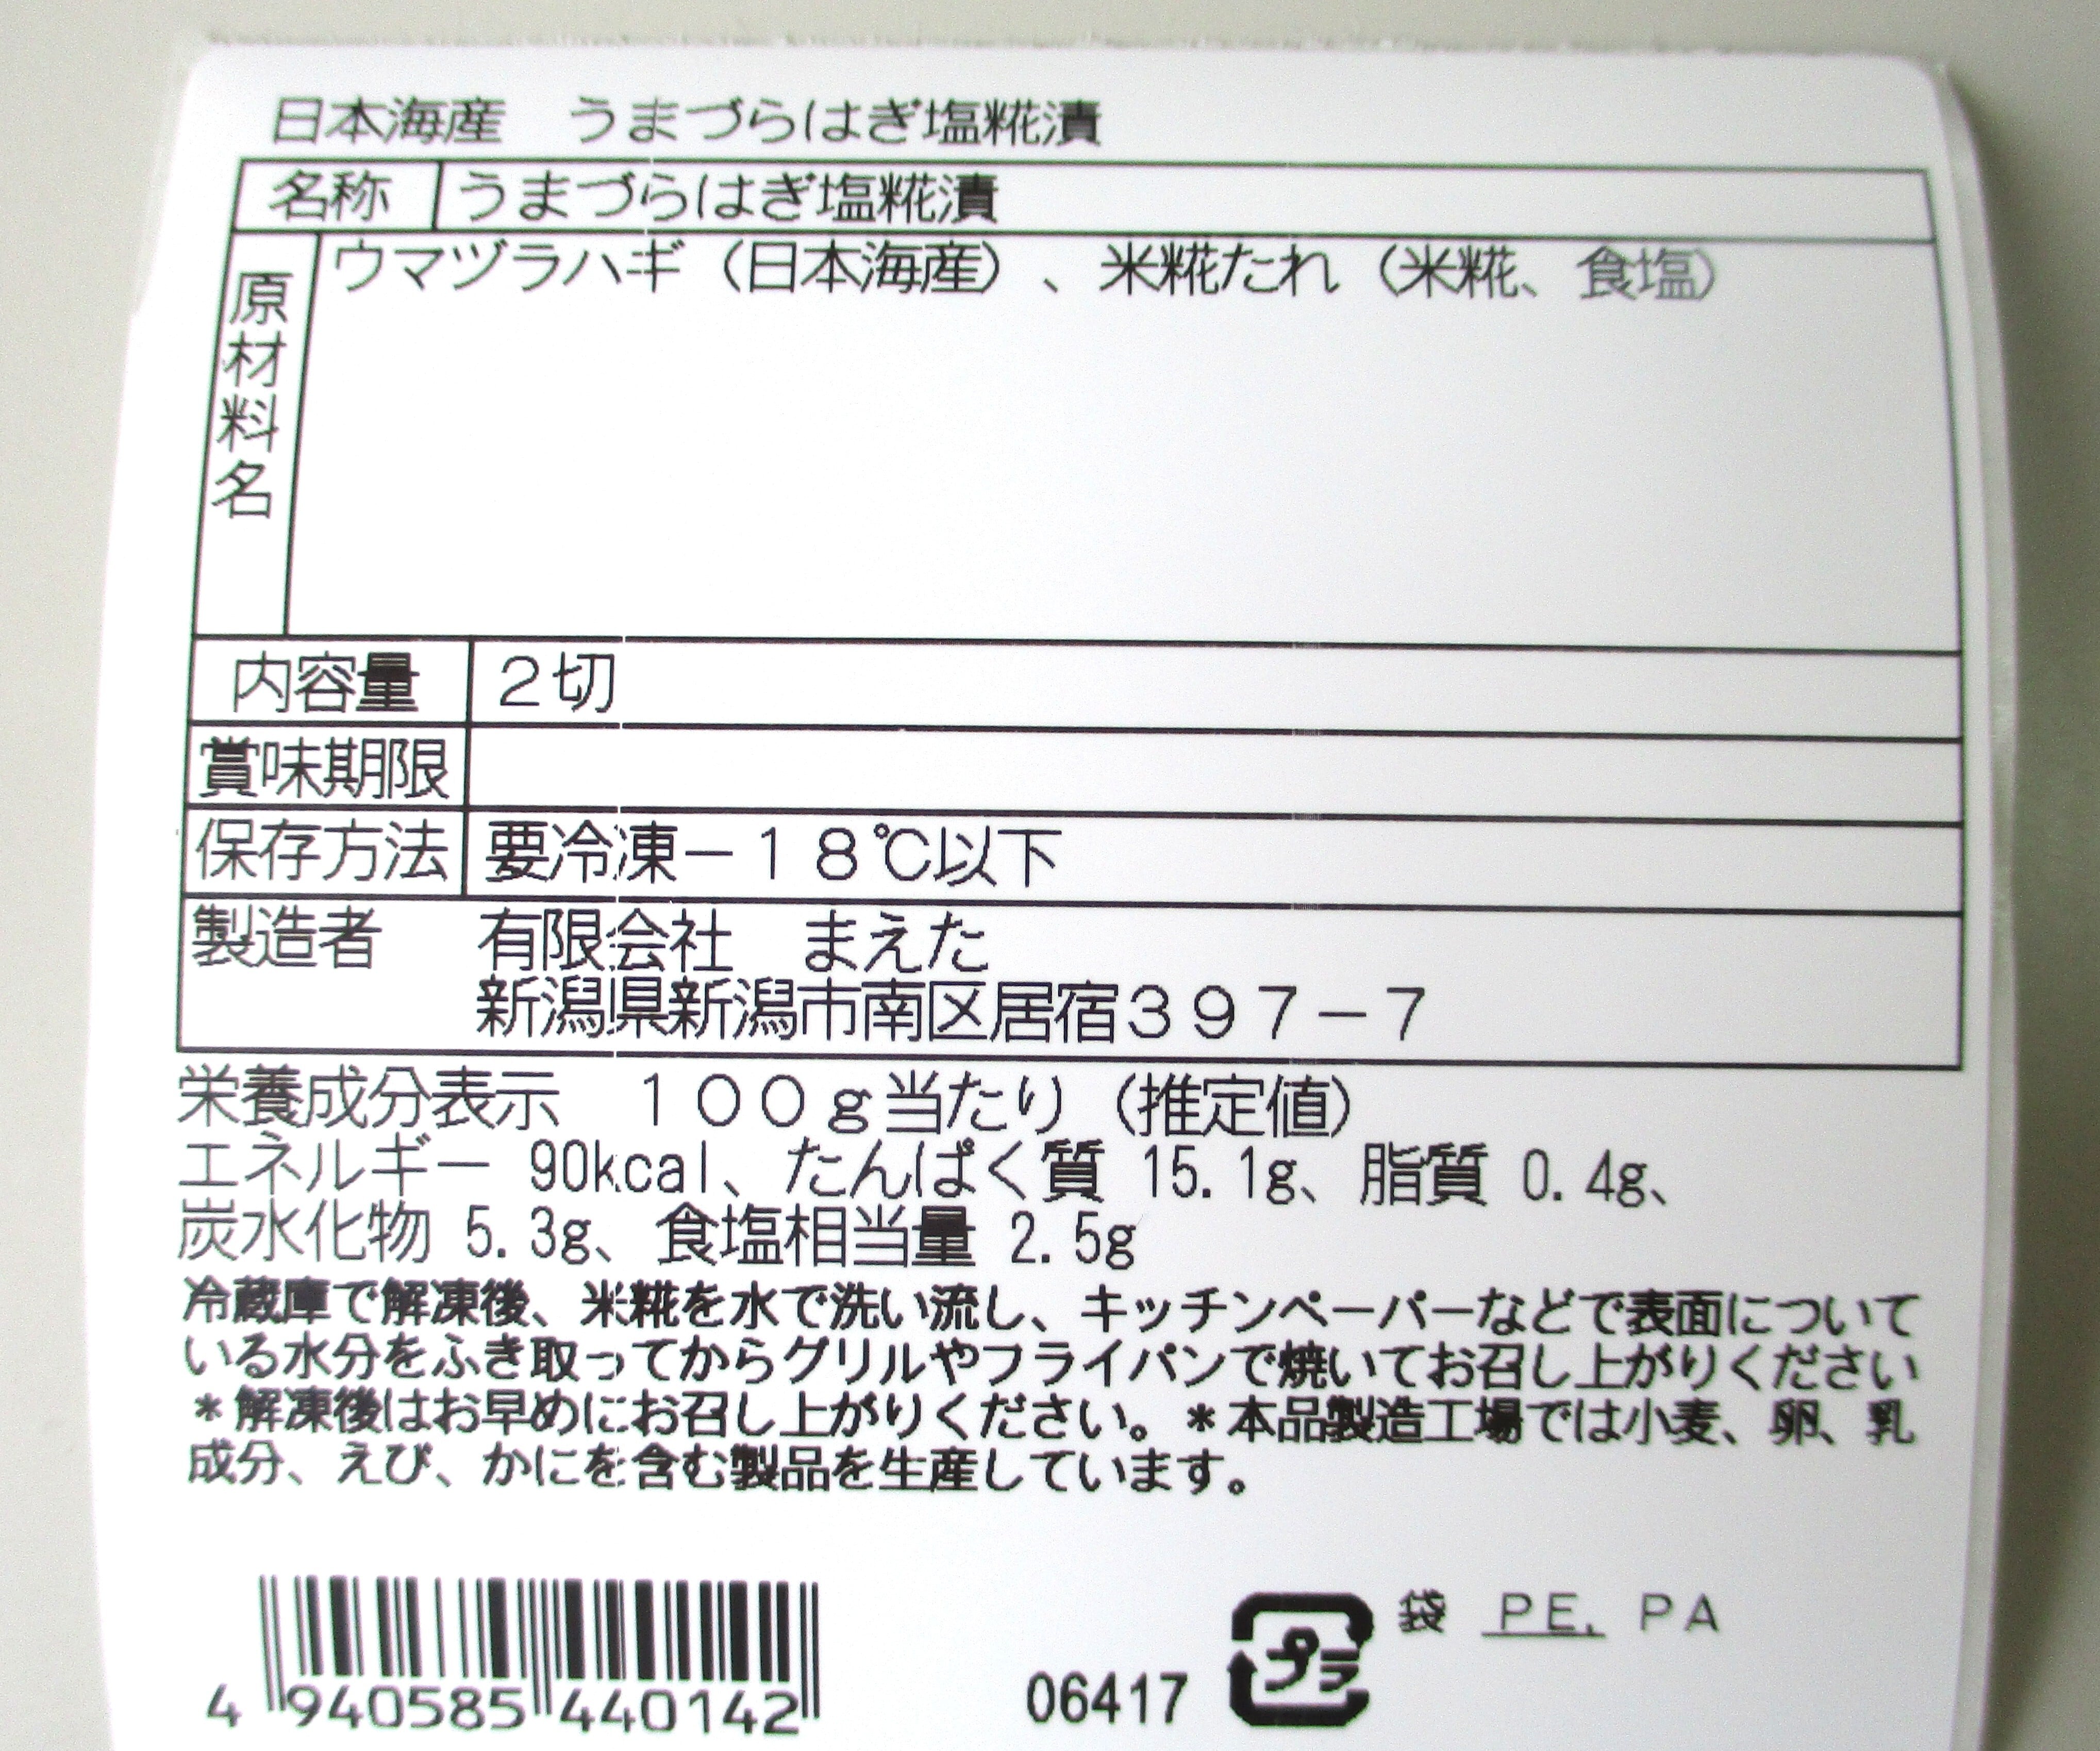 日本海産　うまづらはぎ塩糀漬
名称 うまづらはぎ塩糀漬
原材料名 ウマヅラハギ（日本海産）、米糀たれ（米糀、食塩）
内容量 ２切
賞味期限
保存方法 要冷凍－１８℃以下
製造者 有限会社　まえた
新潟県新潟市南区居宿３９７－７
栄養成分表示　１００ｇ当たり（推定値）
エネルギー 90kcal、たんぱく質 15.1g、脂質 0.4g、
炭水化物 5.3g、食塩相当量 2.5g
冷蔵庫で解凍後、米糀を水で洗い流し、キッチンペーパーなどで表面について
いる水分をふき取ってからグリルやフライパンで焼いてお召し上がりください
＊解凍後はお早めにお召し上がりください。＊本品製造工場では小麦、卵、乳
成分、えび、かにを含む製品を生産しています。
袋 PE, PA
プラ
06417
4 940585 440142